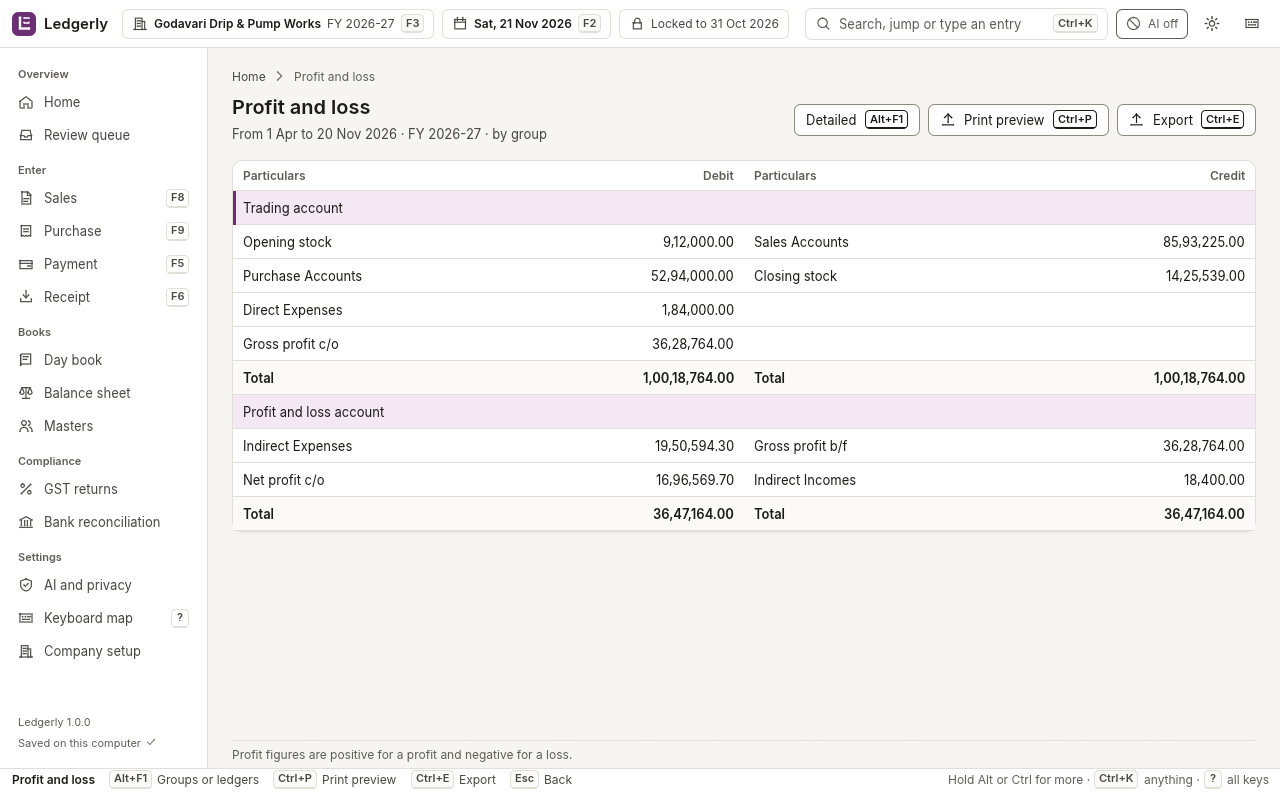 Ledgerly
Godavari Drip & Pump Works FY 2026-27 F3
Sat, 21 Nov 2026 F2
Locked to 31 Oct 2026
Search, jump or type an entry Ctrl+K
AI off
Overview
Home
Review queue
Enter
Sales F8
Purchase F9
Payment F5
Receipt F6
Books
Day book
Balance sheet
Masters
Compliance
GST returns
Bank reconciliation
Settings
AI and privacy
Keyboard map ?
Company setup
Ledgerly 1.0.0
Saved on this computer
Home Profit and loss
Profit and loss
From 1 Apr to 20 Nov 2026 · FY 2026-27 · by group
Detailed Alt+F1
Print preview Ctrl+P
Export Ctrl+E
Particulars Debit Particulars Credit
Trading account
Opening stock 9,12,000.00 Sales Accounts 85,93,225.00
Purchase Accounts 52,94,000.00 Closing stock 14,25,539.00
Direct Expenses 1,84,000.00
Gross profit c/o 36,28,764.00
Total 1,00,18,764.00 Total 1,00,18,764.00
Profit and loss account
Indirect Expenses 19,50,594.30 Gross profit b/f 36,28,764.00
Net profit c/o 16,96,569.70 Indirect Incomes 18,400.00
Total 36,47,164.00 Total 36,47,164.00
Profit figures are positive for a profit and negative for a loss.
Profit and loss Alt+F1 Groups or ledgers Ctrl+P Print preview Ctrl+E Export Esc Back
Hold Alt or Ctrl for more · Ctrl+K anything · ? all keys